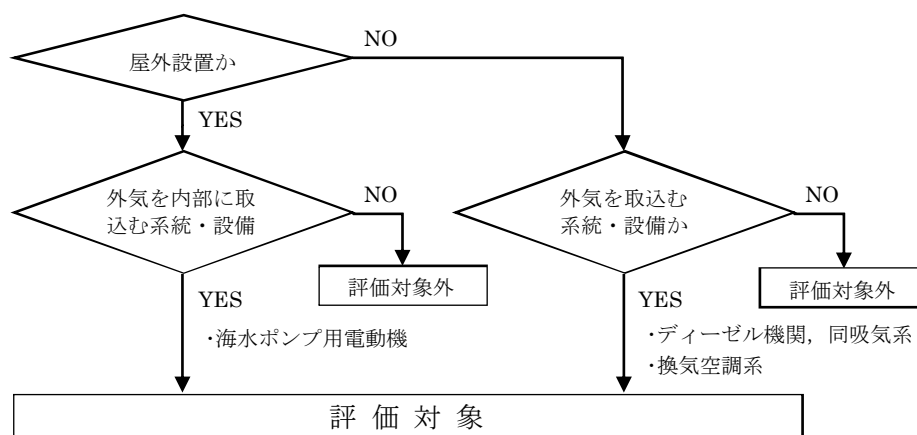 屋外設置か
NO
YES
外気を内部に取
込む系統・設備
NO
外気を取込む
系統・設備か
NO
評価対象外
評価対象外
YES
・海水ポンプ用電動機
YES
・ディーゼル機関，同吸気系
・換気空調系
評 価 対 象